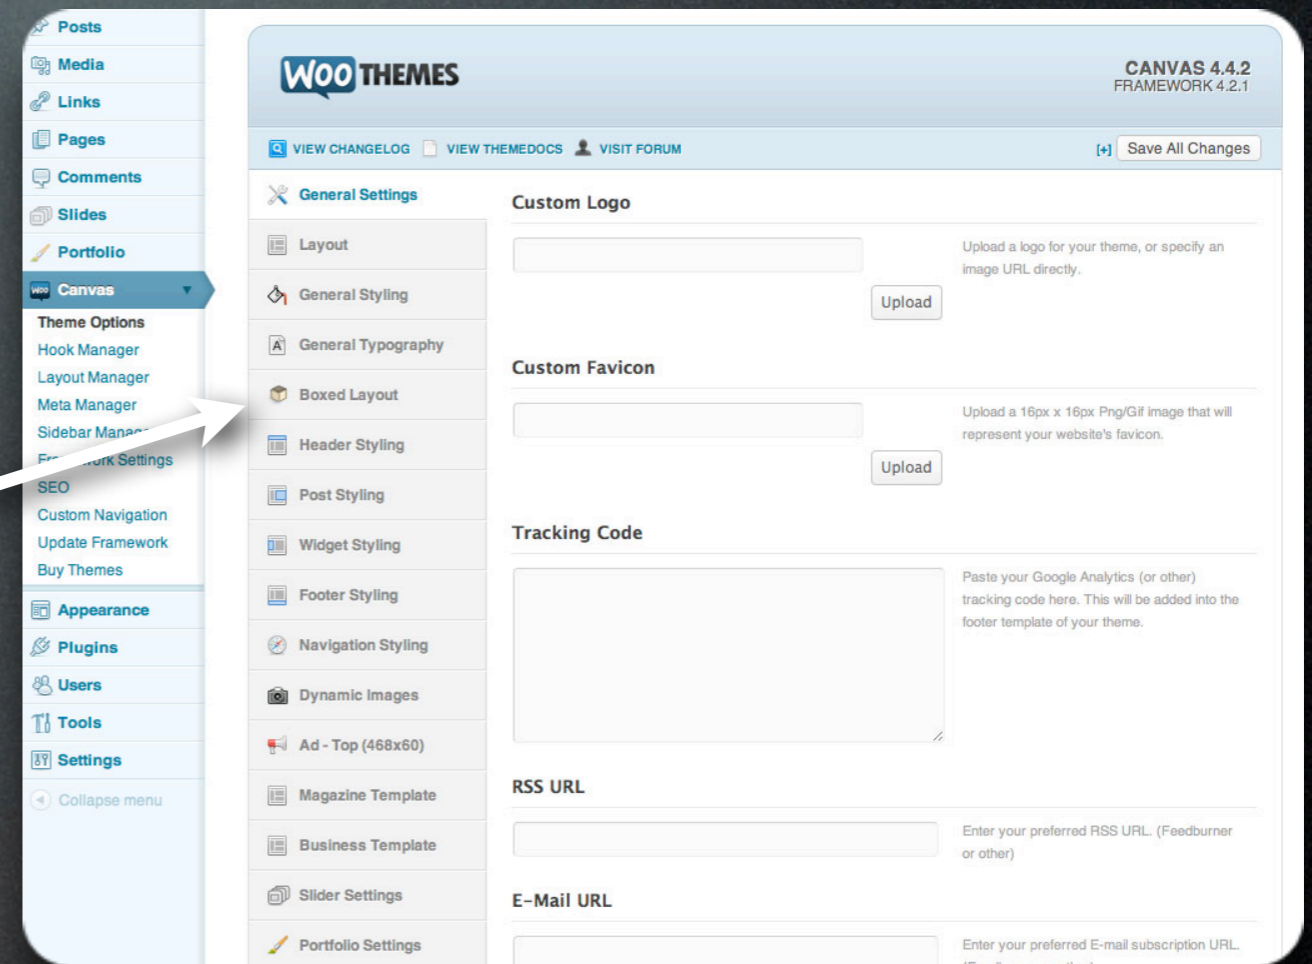 Posts
Media
Links
Pages
Comments
Slides
Portfolio
Canvas
Theme Options
Hook Manager
Layout Manager
Meta Manager
Sidebar
Settings
SEO
Custom Navigation
Update Framework
Buy Themes
Appearance
Plugins
Users
Tools
Settings
Collapse menu
WOO THEMES
CANVAS 4.4.2
FRAMEWORK 4.2.1
VIEW CHANGELOG VIEW THEMEDOCS VISIT FORUM
[+] Save All Changes
General Settings
Layout
General Styling
General Typography
Boxed Layout
Header Styling
Post Styling
Widget Styling
Footer Styling
Navigation Styling
Dynamic Images
Ad - Top (468x60)
Magazine Template
Business Template
Slider Settings
Portfolio Settings
Custom Logo
Upload a logo for your theme, or specify an
image URL directly.
Upload
Custom Favicon
Upload a 16px x 16px Png/Gif image that will
represent your website's favicon.
Upload
Tracking Code
Paste your Google Analytics (or other)
tracking code here. This will be added into the
footer template of your theme.
RSS URL
Enter your preferred RSS URL. (Feedburner
or other)
E-Mail URL
Enter your preferred E-mail subscription URL.